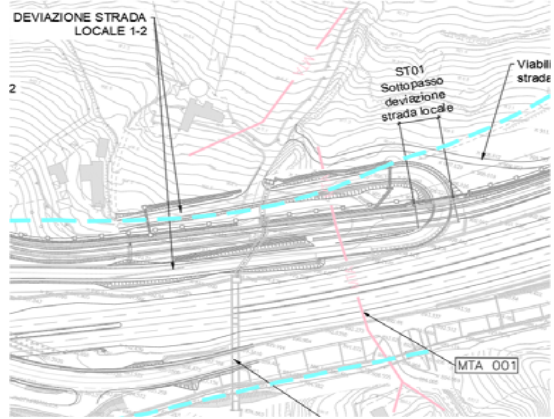 DEVIAZIONE STRADA
LOCALE 1-2
2
ST01
Sottopasso
deviazione
strada locale
Viabili
strada
MTA 001